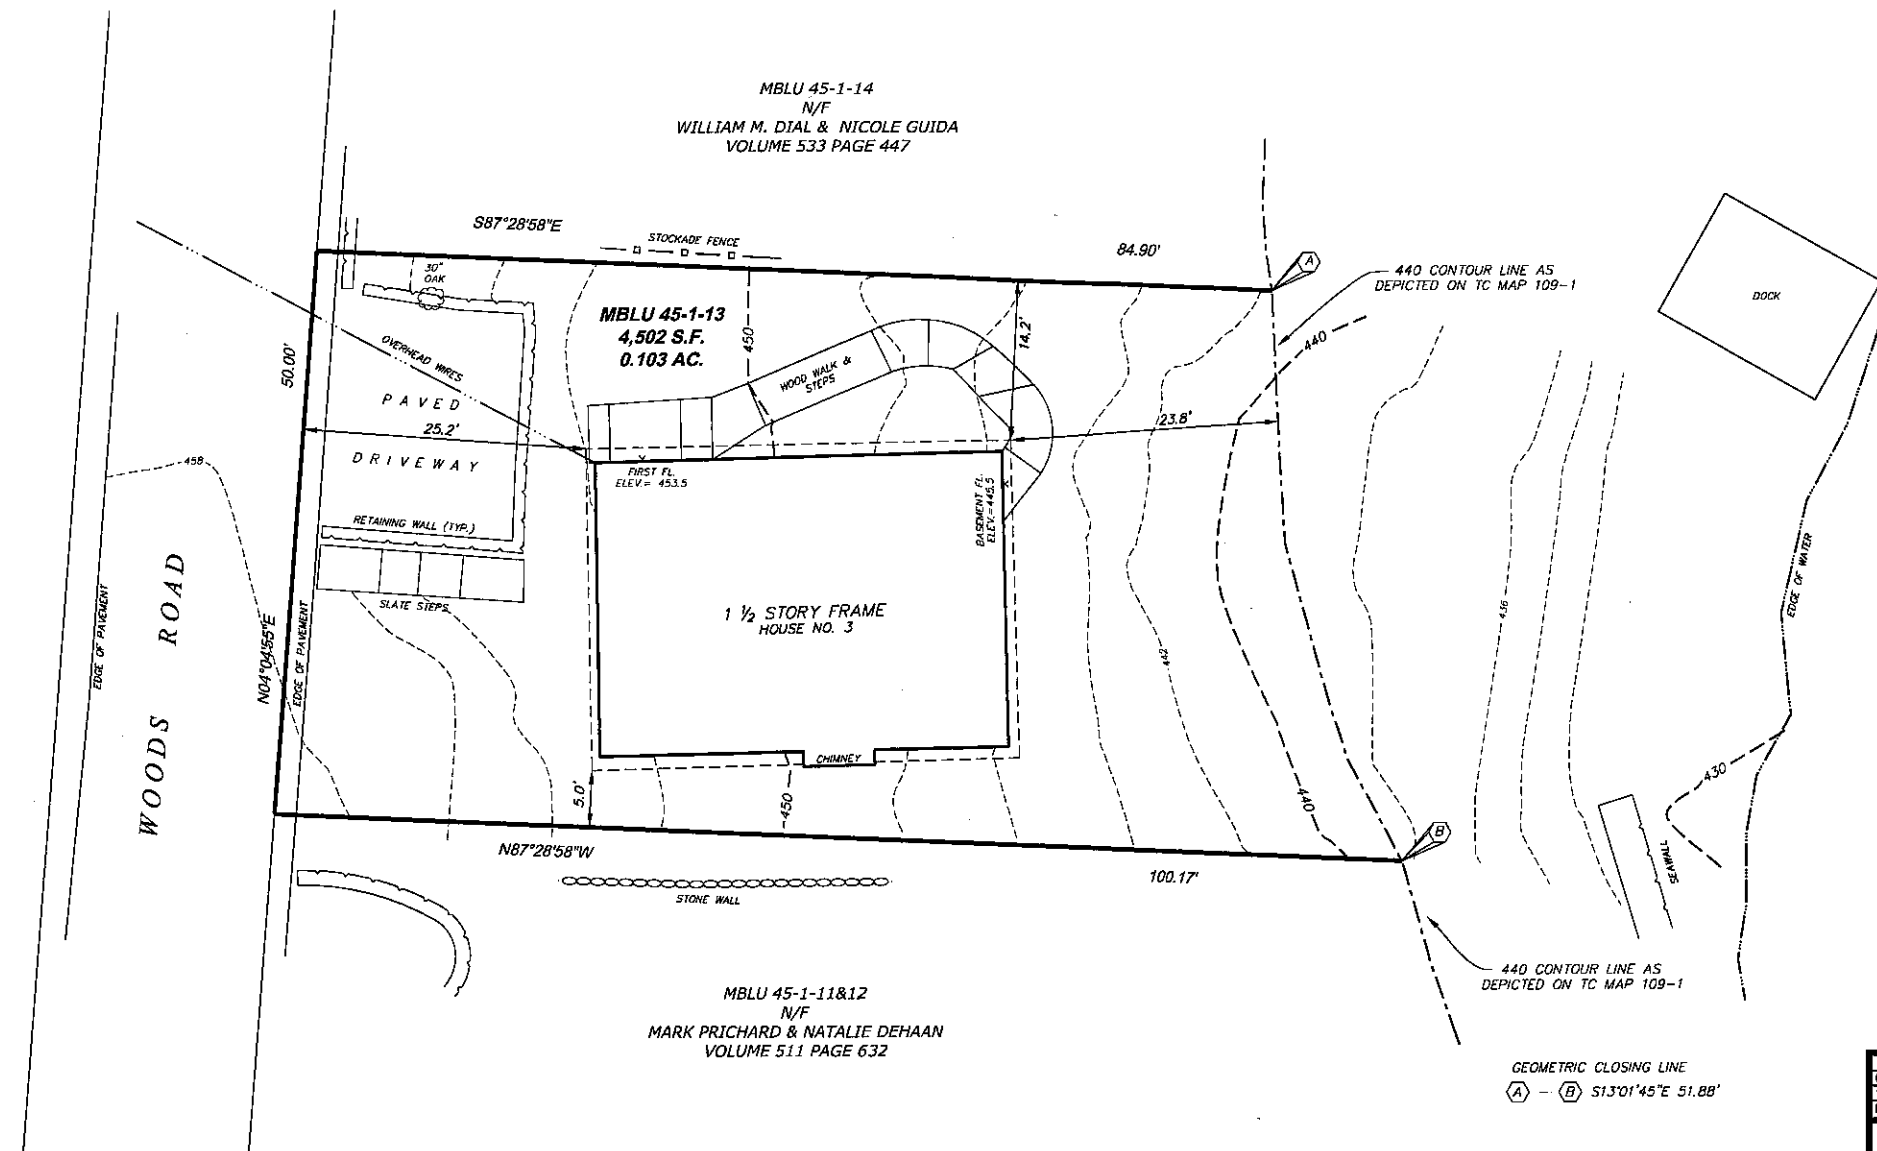 MBLU 45-1-14
N/F
WILLIAM M. DIAL & NICOLE GUIDA
VOLUME 533 PAGE 447
S87°28'58"E
STOCKADE FENCE
84.90'
440 CONTOUR LINE AS
DEPICTED ON TC MAP 109-1
A
DOCK
30"
OAK
MBLU 45-1-13
4,502 S.F.
0.103 AC.
450
14.2'
440
50.00'
OVERHEAD WIRES
WOOD WALK &
STEPS
PAVED
DRIVEWAY
25.2'
23.8'
458
FIRST FL.
ELEV.= 453.5
BASEMENT FL.
ELEV.=445.5
RETAINING WALL (TYP.)
SLATE STEPS
EDGE OF PAVEMENT
WOODS ROAD
N04°04'55"E
EDGE OF PAVEMENT
1 ½ STORY FRAME
HOUSE NO. 3
442
436
EDGE OF WATER
CHIMNEY
5.0'
450
440
430
B
SEAWALL
N87°28'58"W
100.17'
STONE WALL
440 CONTOUR LINE AS
DEPICTED ON TC MAP 109-1
MBLU 45-1-11&12
N/F
MARK PRICHARD & NATALIE DEHAAN
VOLUME 511 PAGE 632
GEOMETRIC CLOSING LINE
A - B S13°01'45"E 51.88'